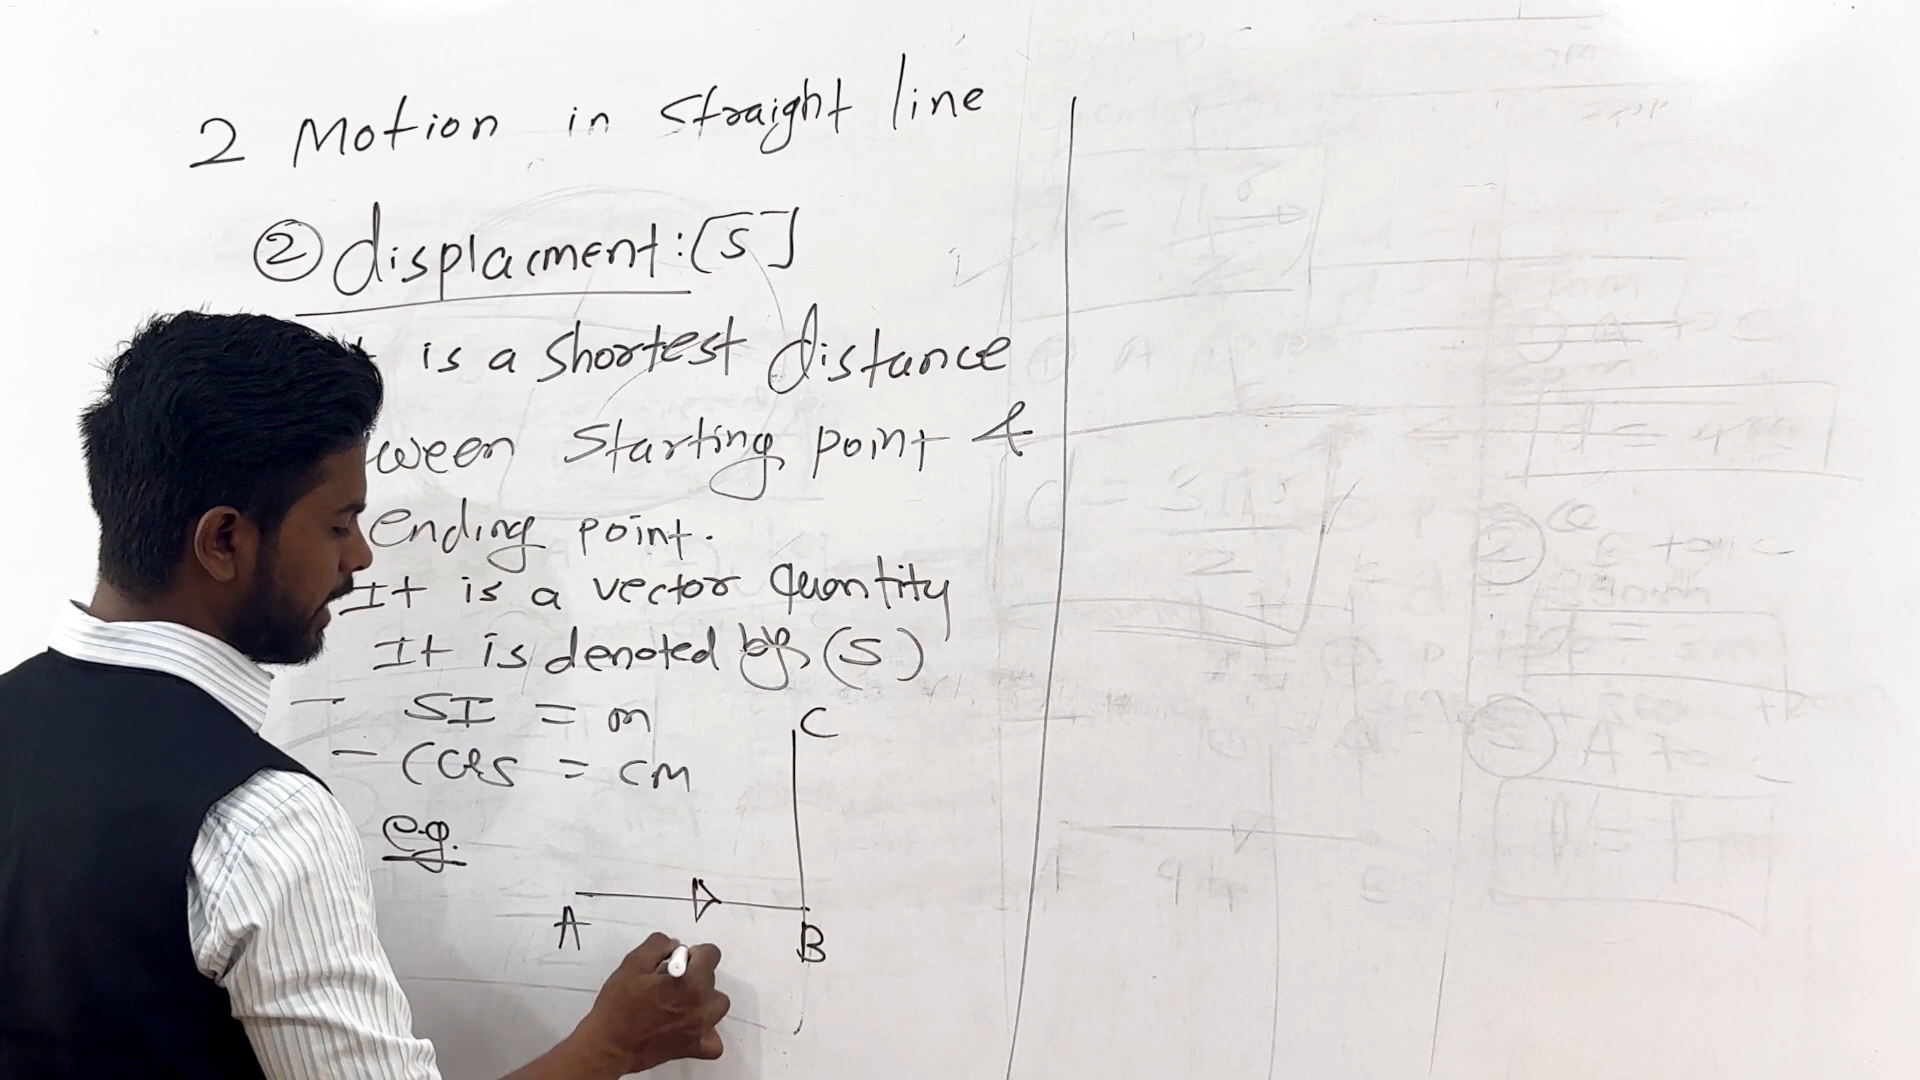 2 Motion in Straight line
② displacment: [S]
is a shortest distance
ween starting point &
ending point.
It is a vector quantity
It is denoted by (S)
- SI = m
- CGS = cm
e.g.
C
A
B